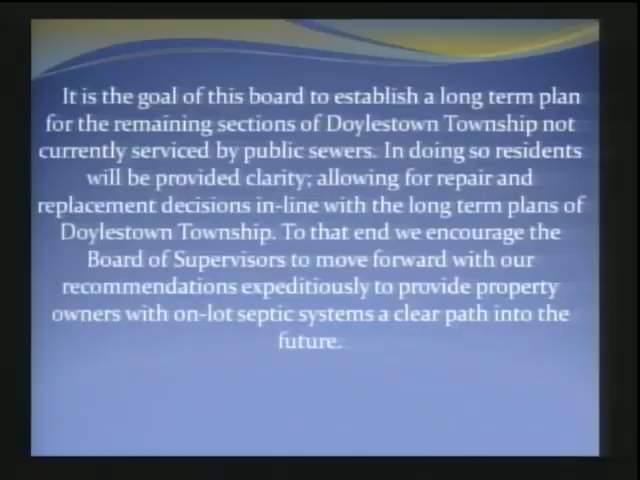 It is the goal of this board to establish a long term plan
for the remaining sections of Doylestown Township not
currently serviced by public sewers. In doing so residents
will be provided clarity; allowing for repair and
replacement decisions in-line with the long term plans of
Doylestown Township. To that end we encourage the
Board of Supervisors to move forward with our
recommendations expeditiously to provide property
owners with on-lot septic systems a clear path into the
future.